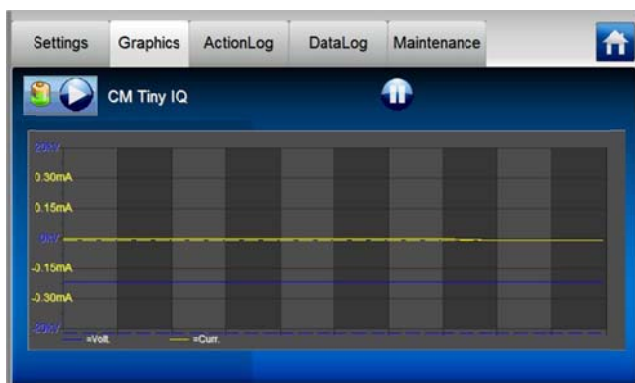 Settings Graphics ActionLog DataLog Maintenance
CM Tiny IQ
20kV
0.30mA
0.15mA
0kV
-0.15mA
-0.30mA
-20kV
=Volt. =Curr.